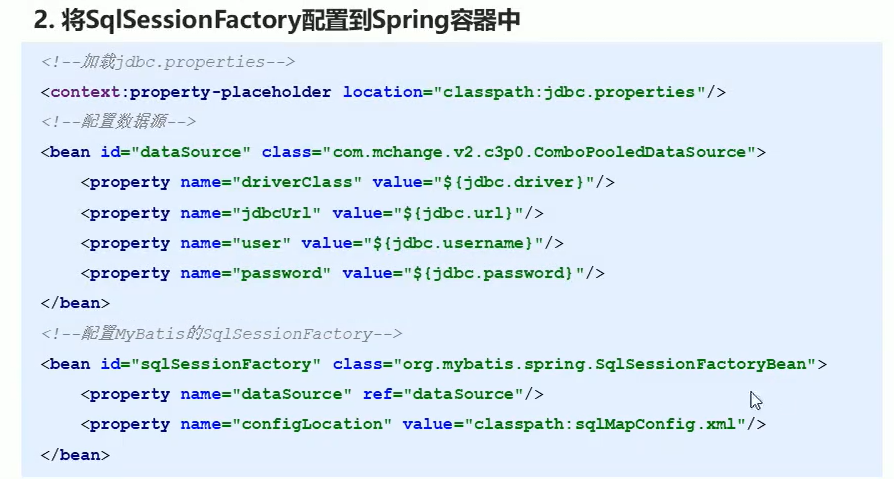 2. 将SqlSessionFactory配置到Spring容器中
<!--加载jdbc.properties-->
<context:property-placeholder location="classpath:jdbc.properties"/>
<!--配置数据源-->
<bean id="dataSource" class="com.mchange.v2.c3p0.ComboPooledDataSource">
    <property name="driverClass" value="${jdbc.driver}"/>
    <property name="jdbcUrl" value="${jdbc.url}"/>
    <property name="user" value="${jdbc.username}"/>
    <property name="password" value="${jdbc.password}"/>
</bean>
<!--配置MyBatis的SqlSessionFactory-->
<bean id="sqlSessionFactory" class="org.mybatis.spring.SqlSessionFactoryBean">
    <property name="dataSource" ref="dataSource"/>
    <property name="configLocation" value="classpath:sqlMapConfig.xml"/>
</bean>